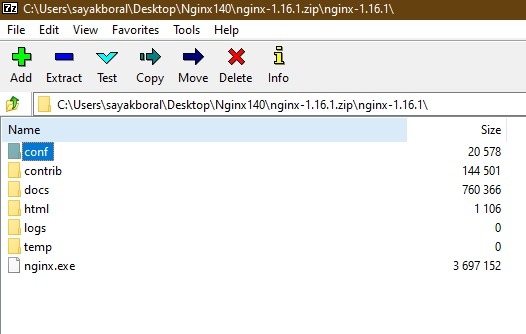 7z C:\Users\sayakboral\Desktop\Nginx140\nginx-1.16.1.zip\nginx-1.16.1\
File Edit View Favorites Tools Help
Add Extract Test Copy Move Delete Info
C:\Users\sayakboral\Desktop\Nginx140\nginx-1.16.1.zip\nginx-1.16.1\
Name Size
conf 20 578
contrib 144 501
docs 760 366
html 1 106
logs 0
temp 0
nginx.exe 3 697 152